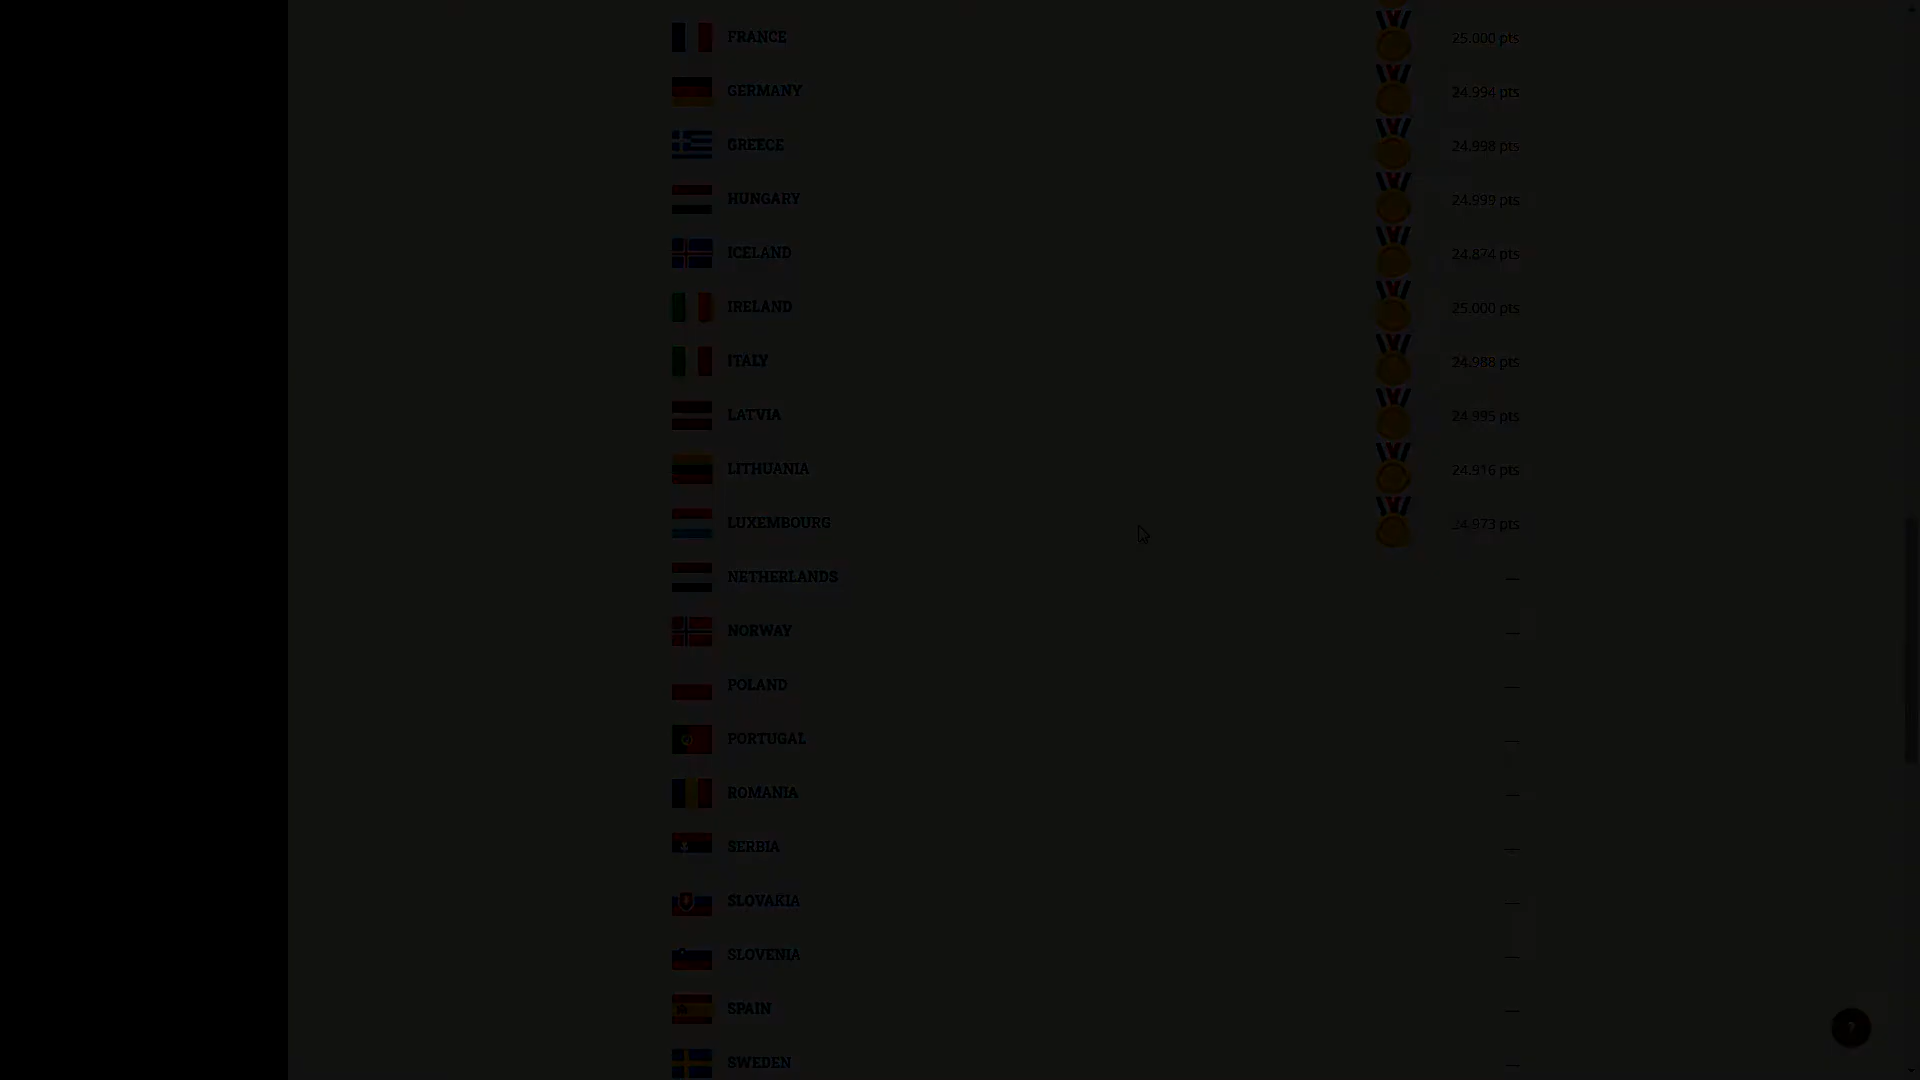 FRANCE 25.000 pts
GERMANY 24.994 pts
GREECE 24.998 pts
HUNGARY 24.999 pts
ICELAND 24.874 pts
IRELAND 25.000 pts
ITALY 24.988 pts
LATVIA 24.995 pts
LITHUANIA 24.916 pts
LUXEMBOURG 24.973 pts
NETHERLANDS —
NORWAY —
POLAND —
PORTUGAL —
ROMANIA —
SERBIA —
SLOVAKIA —
SLOVENIA —
SPAIN —
?
SWEDEN —